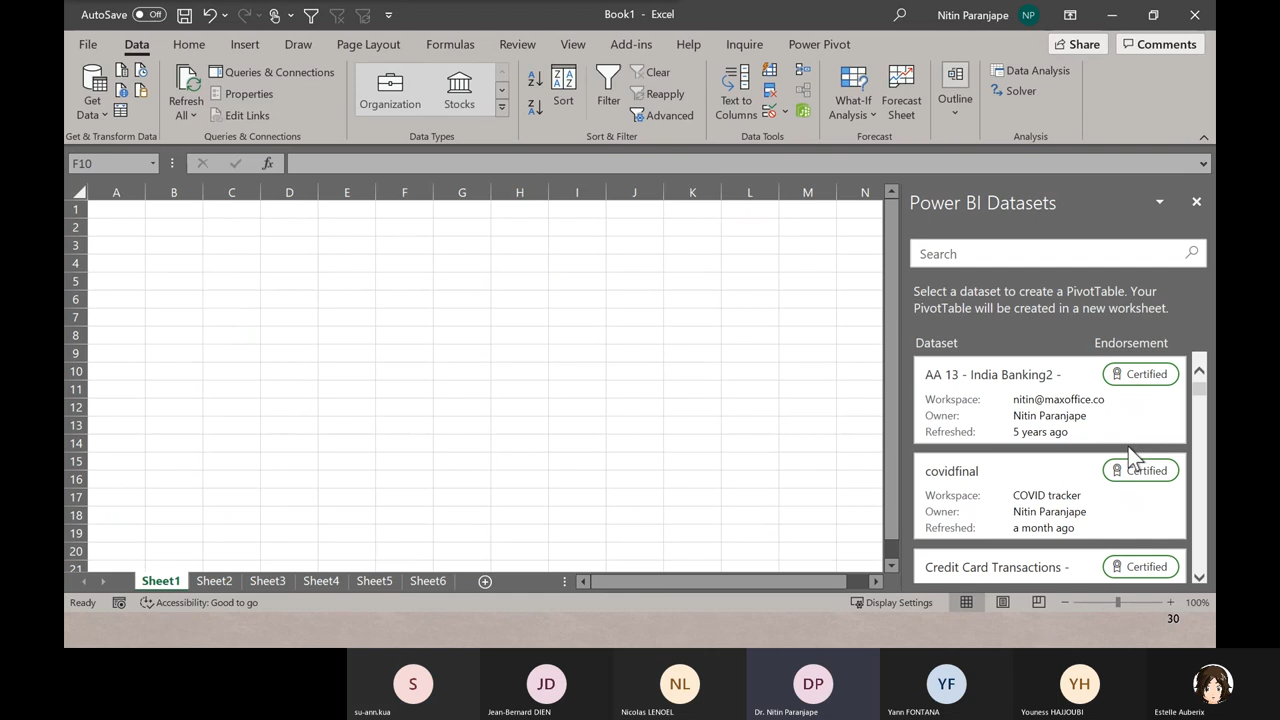 AutoSave Off
Book1 - Excel
Nitin Paranjape NP
File Data Home Insert Draw Page Layout Formulas Review View Add-ins Help Inquire Power Pivot
Share Comments
Get Data
Refresh All
Queries & Connections
Properties
Edit Links
Organization Stocks
Sort
Filter
Clear
Reapply
Advanced
Text to Columns
What-If Analysis
Forecast Sheet
Outline
Data Analysis
Solver
Get & Transform Data Queries & Connections Data Types Sort & Filter Data Tools Forecast Analysis
F10 fx
A B C D E F G H I J K L M N
1
2
3
4
5
6
7
8
9
10
11
12
13
14
15
16
17
18
19
20
21
Power BI Datasets
Search
Select a dataset to create a PivotTable. Your
PivotTable will be created in a new worksheet.
Dataset Endorsement
AA 13 - India Banking2 - Certified
Workspace: nitin@maxoffice.co
Owner: Nitin Paranjape
Refreshed: 5 years ago
covidfinal Certified
Workspace: COVID tracker
Owner: Nitin Paranjape
Refreshed: a month ago
Credit Card Transactions - Certified
Sheet1 Sheet2 Sheet3 Sheet4 Sheet5 Sheet6
Ready Accessibility: Good to go Display Settings 100%
30
S JD NL DP YF YH
su-ann.kua Jean-Bernard DIEN Nicolas LENOEL Dr. Nitin Paranjape Yann FONTANA Youness HAJJOUBI Estelle Auberix